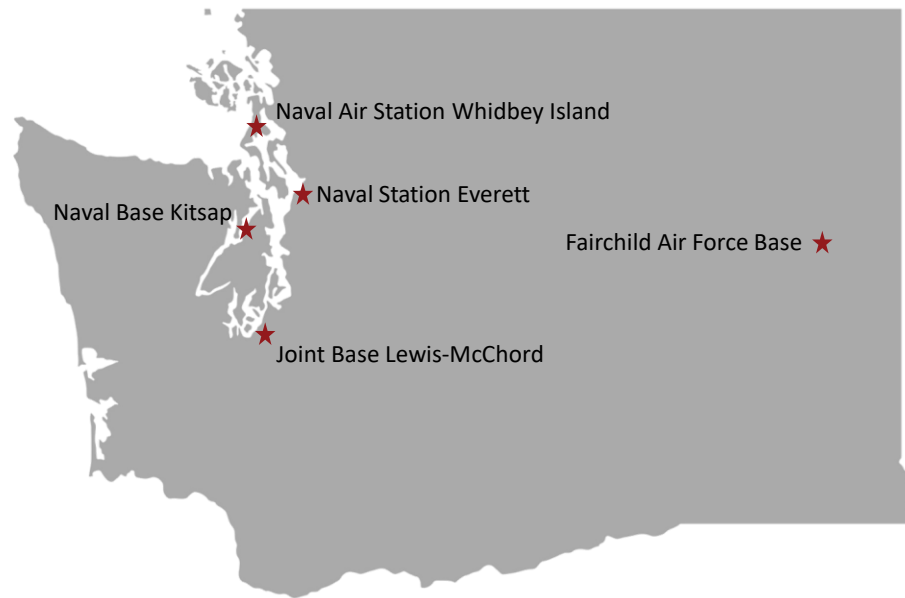 Naval Air Station Whidbey Island
Naval Station Everett
Naval Base Kitsap
Fairchild Air Force Base
Joint Base Lewis-McChord